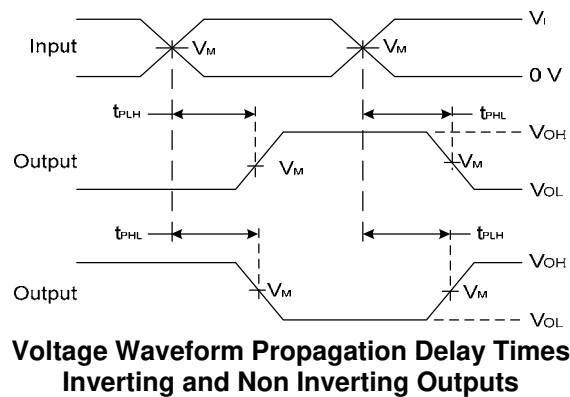 Vi
Input
VM
VM
0 V
tPLH
tPHL
VOH
Output
VM
VM
VOL
tPHL
tPLH
VOH
Output
VM
VM
VOL
Voltage Waveform Propagation Delay Times
Inverting and Non Inverting Outputs